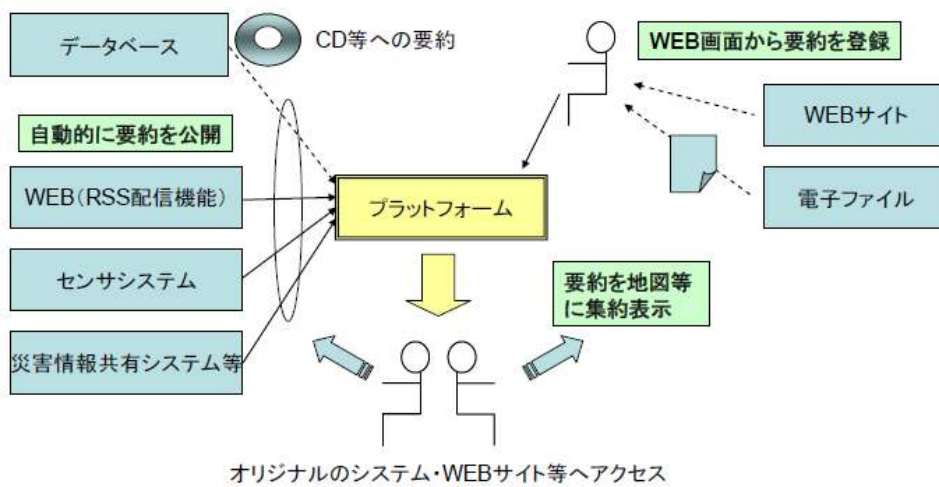 データベース
CD等への要約
WEB画面から要約を登録
自動的に要約を公開
WEBサイト
WEB(RSS配信機能)
プラットフォーム
電子ファイル
センサシステム
要約を地図等
に集約表示
災害情報共有システム等
オリジナルのシステム・WEBサイト等へアクセス